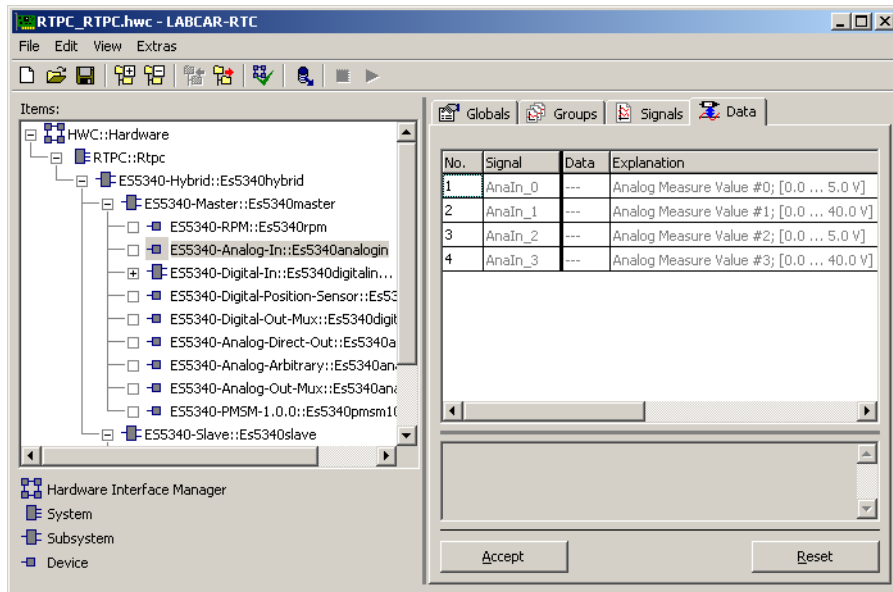 RTPC_RTPC.hwc - LABCAR-RTC
File Edit View Extras
Items:
HWC::Hardware
RTPC::Rtpc
ES5340-Hybrid::Es5340hybrid
ES5340-Master::Es5340master
ES5340-RPM::Es5340rpm
ES5340-Analog-In::Es5340analogin
ES5340-Digital-In::Es5340digitalin...
ES5340-Digital-Position-Sensor::Es53
ES5340-Digital-Out-Mux::Es5340digit
ES5340-Analog-Direct-Out::Es5340a
ES5340-Analog-Arbitrary::Es5340an
ES5340-Analog-Out-Mux::Es5340ana
ES5340-PMSM-1.0.0::Es5340pmsm10
ES5340-Slave::Es5340slave
Hardware Interface Manager
System
Subsystem
Device
Globals Groups Signals Data
No. Signal Data Explanation
1 AnaIn_0 --- Analog Measure Value #0; [0.0 ... 5.0 V]
2 AnaIn_1 --- Analog Measure Value #1; [0.0 ... 40.0 V]
3 AnaIn_2 --- Analog Measure Value #2; [0.0 ... 5.0 V]
4 AnaIn_3 --- Analog Measure Value #3; [0.0 ... 40.0 V]
Accept Reset